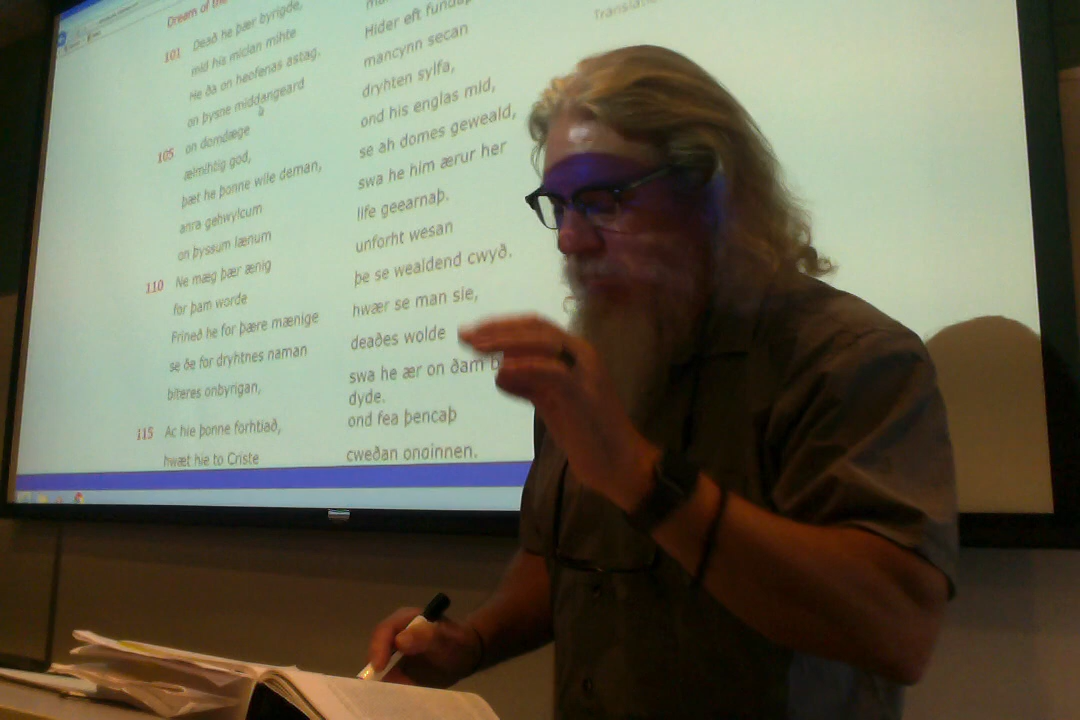 Dream of the
101 Deað he þær byrigde,
mid his miclan mihte
He ða on heofenas astag. Hider eft fundaþ
on þysne middangeard mancynn secan
105 on domdæge dryhten sylfa,
ælmihtig god, ond his englas mid,
þæt he þonne wile deman, se ah domes geweald,
anra gehwylcum swa he him ærur her
on þyssum lænum life geearnaþ.
110 Ne mæg þær ænig unforht wesan
for þam worde þe se wealdend cwyð.
Frineð he for þære mænige hwær se man sie,
se ðe for dryhtnes naman deaðes wolde
biteres onbyrigan, swa he ær on ðam
dyde.
115 Ac hie þonne forhtiað, ond fea þencaþ
hwæt hie to Criste cweðan onginnen.